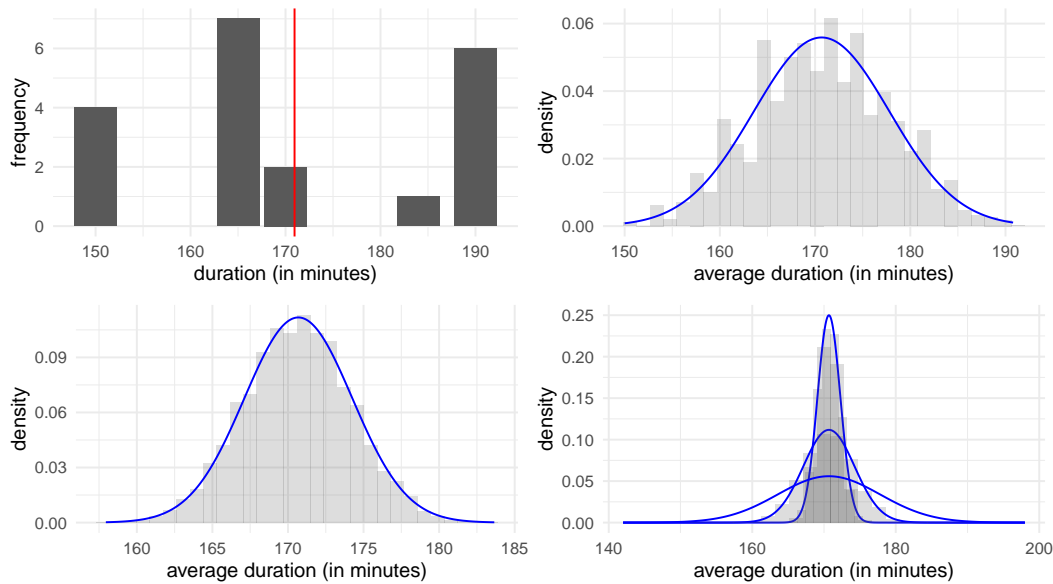 6
4
2
0
frequency
150 160 170 180 190
duration (in minutes)
0.06
0.04
0.02
0.00
density
150 160 170 180 190
average duration (in minutes)
0.09
0.06
0.03
0.00
density
160 165 170 175 180 185
average duration (in minutes)
0.25
0.20
0.15
0.10
0.05
0.00
density
140 160 180 200
average duration (in minutes)